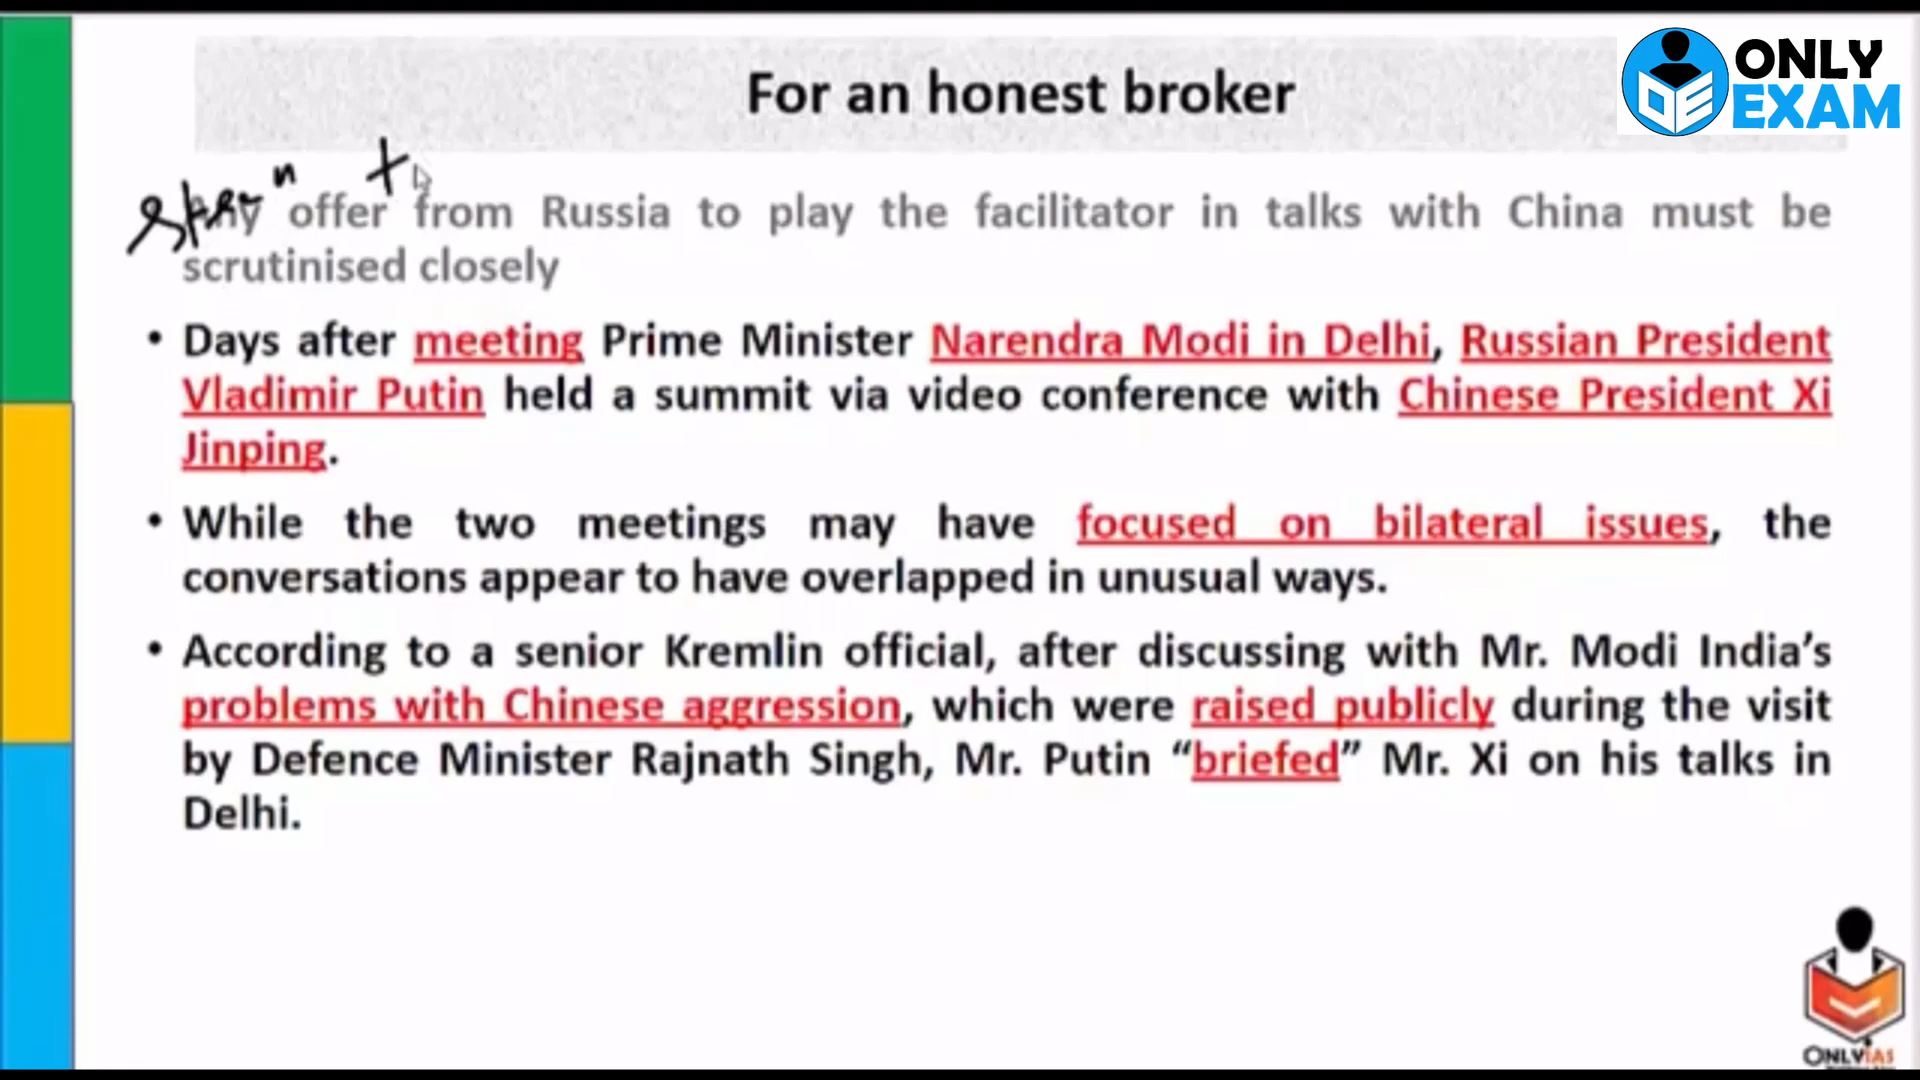 For an honest broker
ONLY
EXAM
offer from Russia to play the facilitator in talks with China must be
scrutinised closely
• Days after meeting Prime Minister Narendra Modi in Delhi, Russian President
Vladimir Putin held a summit via video conference with Chinese President Xi
Jinping.
• While the two meetings may have focused on bilateral issues, the
conversations appear to have overlapped in unusual ways.
• According to a senior Kremlin official, after discussing with Mr. Modi India’s
problems with Chinese aggression, which were raised publicly during the visit
by Defence Minister Rajnath Singh, Mr. Putin “briefed” Mr. Xi on his talks in
Delhi.
ONLYIAS